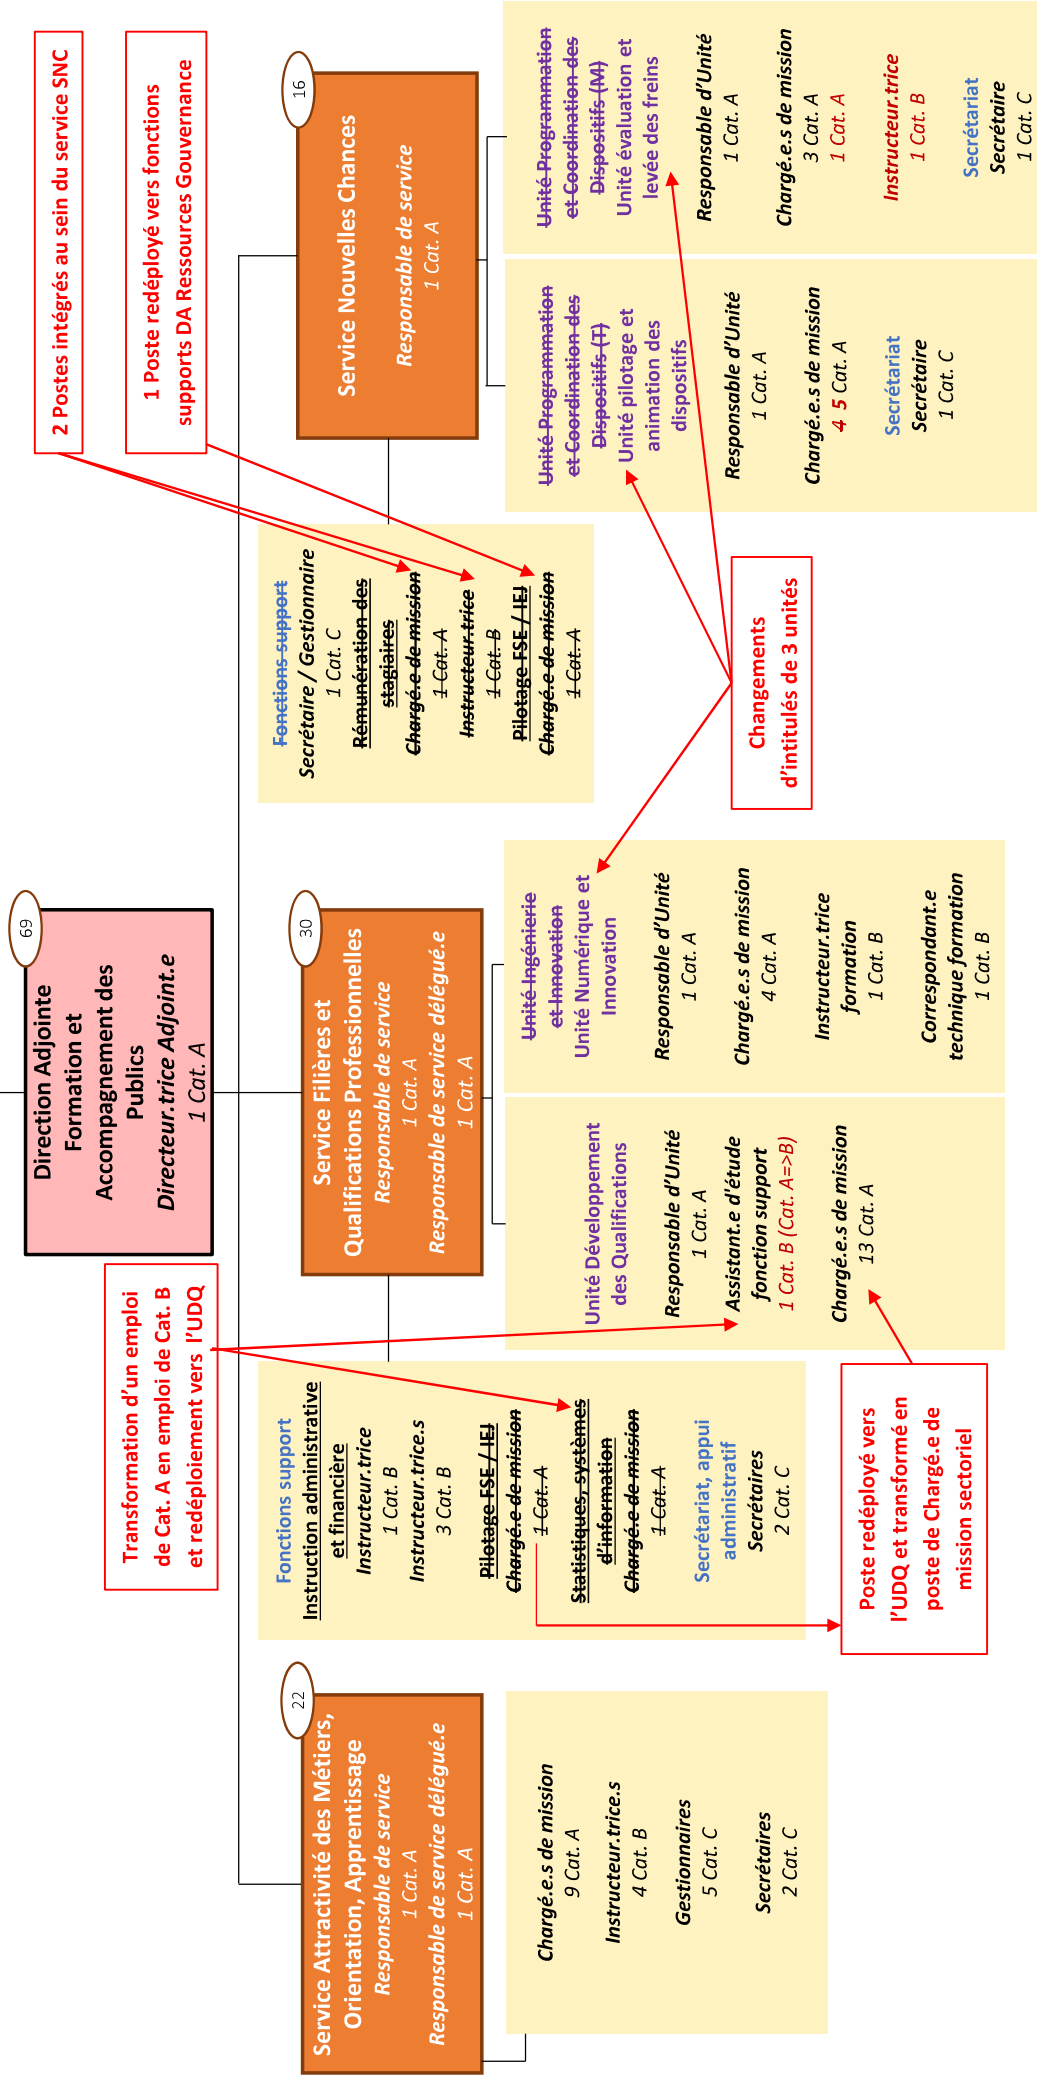 69
Direction Adjointe
Formation et
Accompagnement des
Publics
Directeur.trice Adjoint.e
1 Cat. A
Transformation d'un emploi
de Cat. A en emploi de Cat. B
et redéploiement vers l'UDQ
2 Postes intégrés au sein du service SNC
1 Poste redéployé vers fonctions
supports DA Ressources Gouvernance
22
Service Attractivité des Métiers,
Orientation, Apprentissage
Responsable de service
1 Cat. A
Responsable de service délégué.e
1 Cat. A
Chargé.e.s de mission
9 Cat. A
Instructeur.trice.s
4 Cat. B
Gestionnaires
5 Cat. C
Secrétaires
2 Cat. C
30
Service Filières et
Qualifications Professionnelles
Responsable de service
1 Cat. A
Responsable de service délégué.e
1 Cat. A
Fonctions support
Instruction administrative
et financière
Instructeur.trice
1 Cat. B
Instructeur.trice.s
3 Cat. B
Pilotage FSE / IEJ
Chargé.e de mission
1 Cat. A
Statistiques, systèmes
d'information
Chargé.e de mission
1 Cat. A
Secrétariat, appui
administratif
Secrétaires
2 Cat. C
Unité Développement
des Qualifications
Responsable d'Unité
1 Cat. A
Assistant.e d'étude
fonction support
1 Cat. B (Cat. A=>B)
Chargé.e.s de mission
13 Cat. A
Poste redéployé vers
l'UDQ et transformé en
poste de Chargé.e de
mission sectoriel
Unité Ingénierie
et Innovation
Unité Numérique et
Innovation
Responsable d'Unité
1 Cat. A
Chargé.e.s de mission
4 Cat. A
Instructeur.trice
formation
1 Cat. B
Correspondant.e
technique formation
1 Cat. B
16
Service Nouvelles Chances
Responsable de service
1 Cat. A
Fonctions support
Secrétaire / Gestionnaire
1 Cat. C
Rémunération des
stagiaires
Chargé.e de mission
1 Cat. A
Instructeur.trice
1 Cat. B
Pilotage FSE / IEJ
Chargé.e de mission
1 Cat. A
Changements
d'intitulés de 3 unités
Unité Programmation
et Coordination des
Dispositifs (T)
Unité pilotage et
animation des
dispositifs
Responsable d'Unité
1 Cat. A
Chargé.e.s de mission
4 5 Cat. A
Secrétariat
Secrétaire
1 Cat. C
Unité Programmation
et Coordination des
Dispositifs (M)
Unité évaluation et
levée des freins
Responsable d'Unité
1 Cat. A
Chargé.e.s de mission
3 Cat. A
1 Cat. A
Instructeur.trice
1 Cat. B
Secrétariat
Secrétaire
1 Cat. C